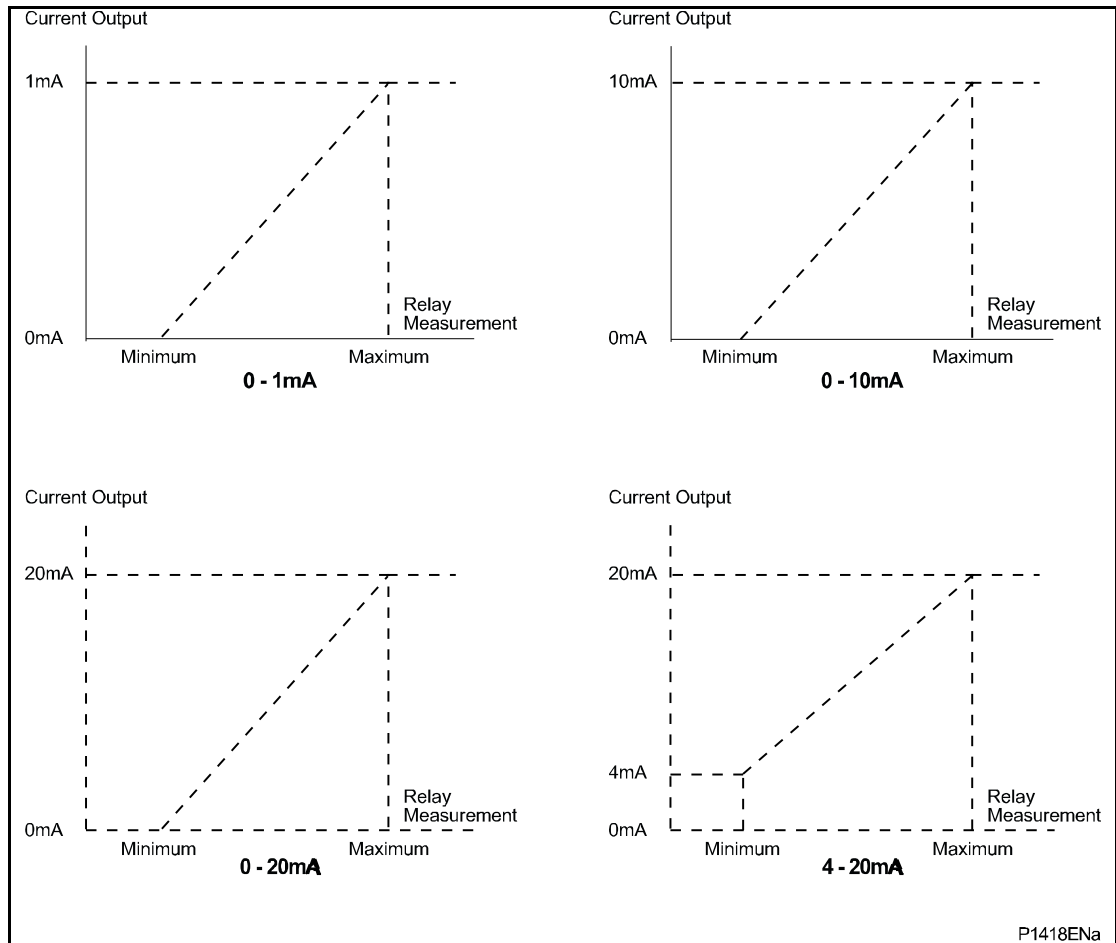 Current Output
1mA
0mA
Relay
Measurement
Minimum
Maximum
0 - 1mA
Current Output
10mA
0mA
Relay
Measurement
Minimum
Maximum
0 - 10mA
Current Output
20mA
0mA
Relay
Measurement
Minimum
Maximum
0 - 20mA
Current Output
20mA
4mA
0mA
Relay
Measurement
Minimum
Maximum
4 - 20mA
P1418ENa